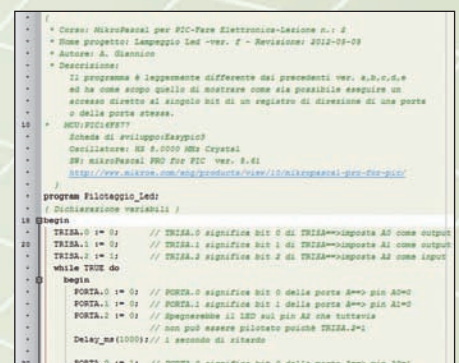 {
* Corso: MikroPascal per PIC-Fare Elettronica-Lezione n.: 2
* Nome progetto: Lampeggio Led -ver. f - Revisione: 2012-08-08
* Autore: A. Giannico
* Descrizione:
Il programma è leggermente differente dai precedenti ver. a,b,c,d,e
ed ha come scopo quello di mostrare come sia possibile eseguire un
accesso diretto al singolo bit di un registro di direzione di una porta
o della porta stessa.
10 * MCU:PIC16F877
Scheda di sviluppo:Easypic5
Oscillatore: HS 8.0000 MHz Crystal
SW: mikroPascal PRO for PIC ver. 5.61
http://www.mikroe.com/eng/products/view/10/mikropascal-pro-for-pic/
}
program Pilotaggio_Led;
{ Dichiarazione variabili }
18 begin
TRISA.0 := 0; // TRISA.0 significa bit 0 di TRISA==>imposta A0 come output
20 TRISA.1 := 0; // TRISA.1 significa bit 1 di TRISA==>imposta A1 come output
TRISA.2 := 1; // TRISA.2 significa bit 2 di TRISA==>imposta A2 come input
while TRUE do
begin
PORTA.0 := 0; // PORTA.0 significa bit 0 della porta A==> pin A0=0
PORTA.1 := 0; // PORTA.1 significa bit 1 della porta A==> pin A1=0
PORTA.2 := 0; // Spegnerebbe il LED sul pin A2 che tuttavia
// non può essere pilotato poichè TRISA.2=1
Delay_ms(1000);// 1 secondo di ritardo